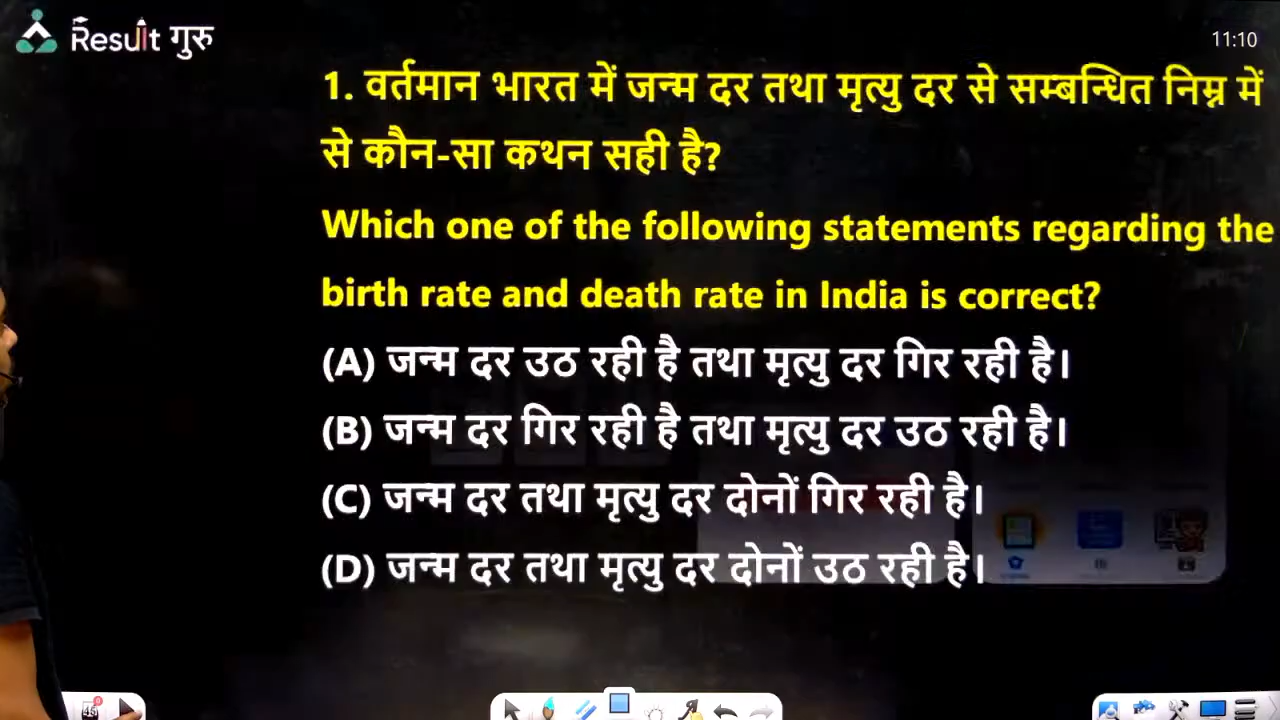 Result गुरु
11:10
1. वर्तमान भारत में जन्म दर तथा मृत्यु दर से सम्बन्धित निम्न में
से कौन-सा कथन सही है?
Which one of the following statements regarding the
birth rate and death rate in India is correct?
(A) जन्म दर उठ रही है तथा मृत्यु दर गिर रही है।
(B) जन्म दर गिर रही है तथा मृत्यु दर उठ रही है।
(C) जन्म दर तथा मृत्यु दर दोनों गिर रही है।
(D) जन्म दर तथा मृत्यु दर दोनों उठ रही है।